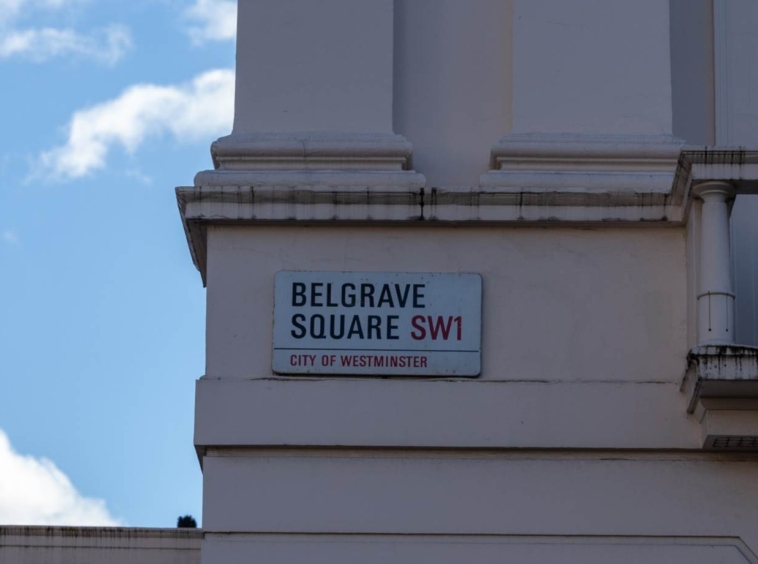 BELGRAVE
SQUARE SW1
CITY OF WESTMINSTER